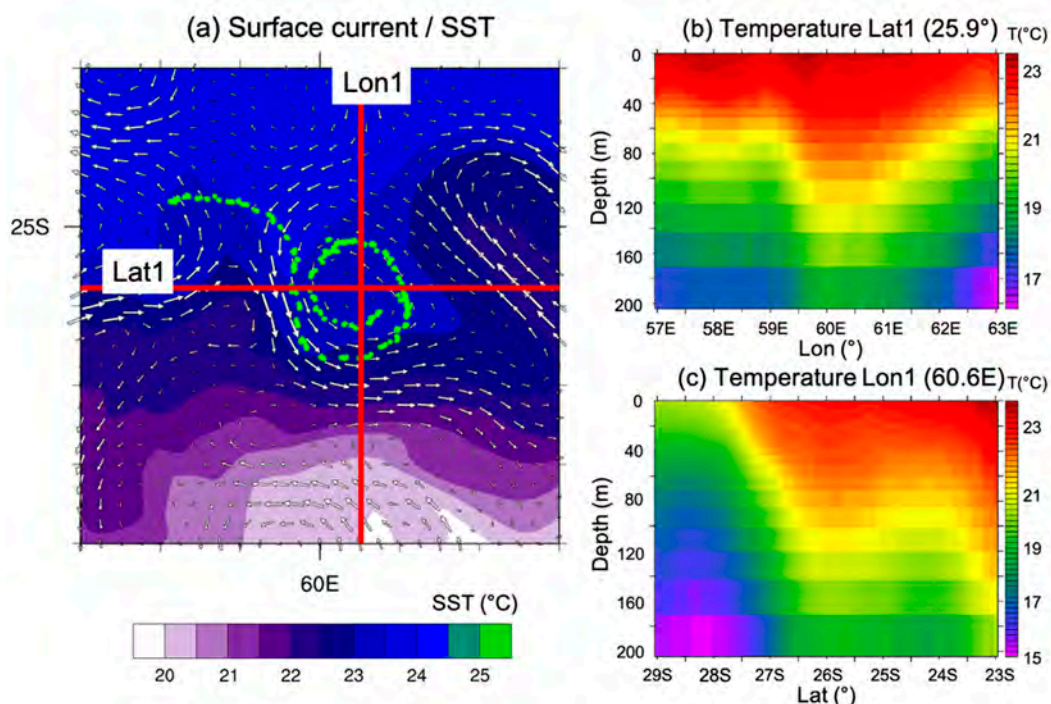 (a) Surface current / SST
Lon1
25S
Lat1
60E
SST (°C)
20 21 22 23 24 25
(b) Temperature Lat1 (25.9°) T(°C)
0
40
80
120
160
200
Depth (m)
23
21
19
17
57E 58E 59E 60E 61E 62E 63E
Lon (°)
(c) Temperature Lon1 (60.6E) T(°C)
0
40
80
120
160
200
Depth (m)
23
21
19
17
15
29S 28S 27S 26S 25S 24S 23S
Lat (°)